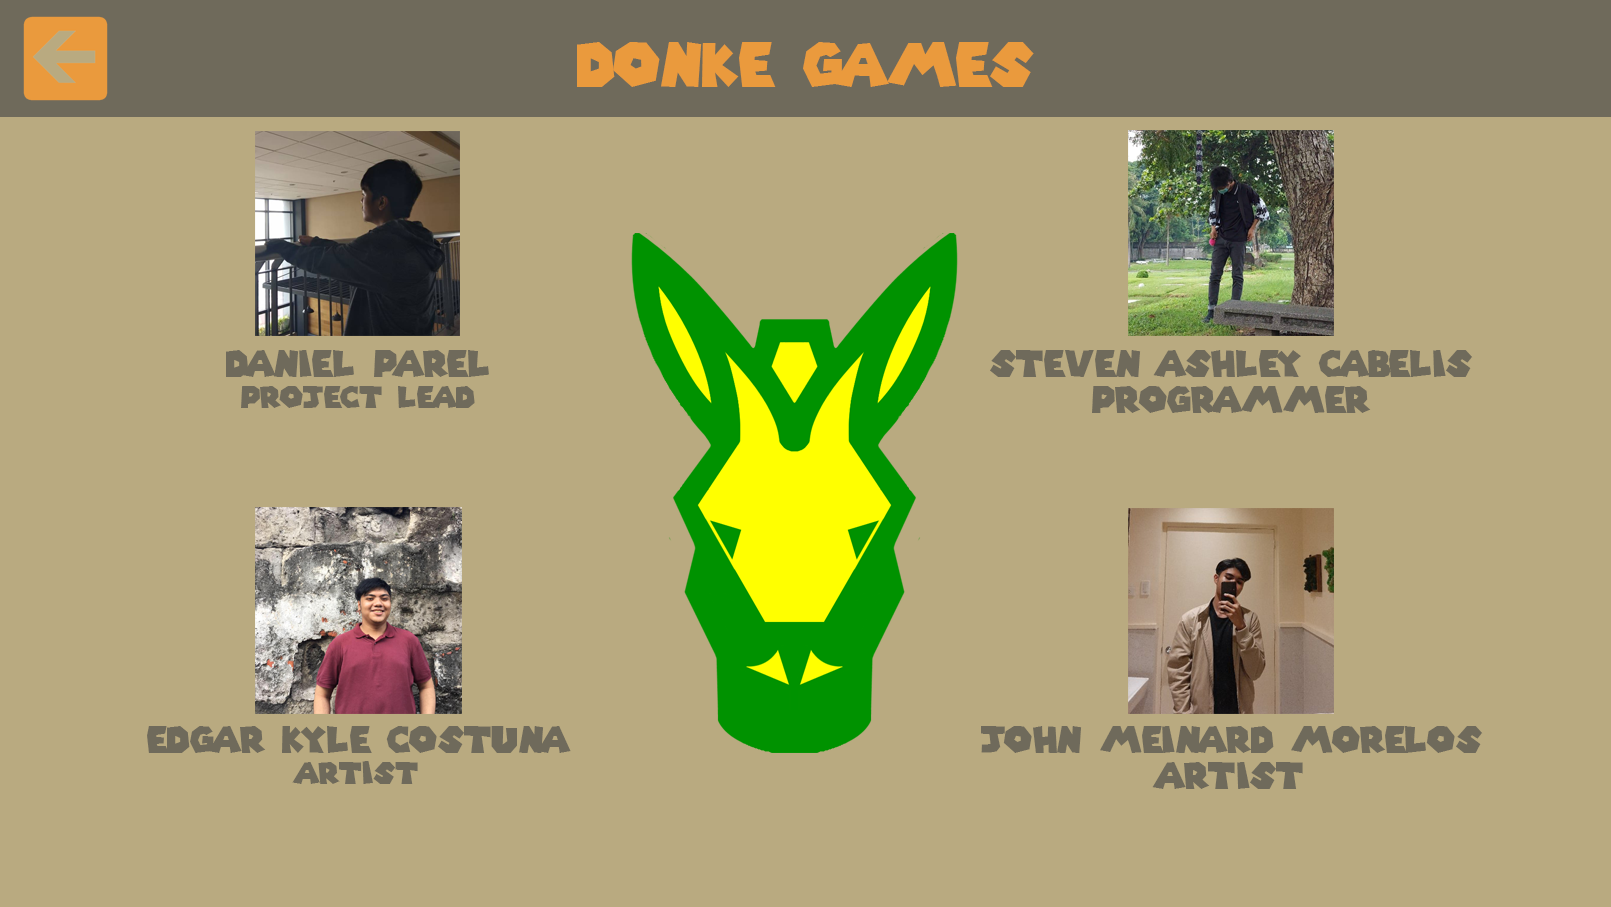 DONKE GAMES
DANIEL PAREL
PROJECT LEAD
STEVEN ASHLEY CABELIS
PROGRAMMER
EDGAR KYLE COSTUNA
ARTIST
JOHN MEINARD MORELOS
ARTIST